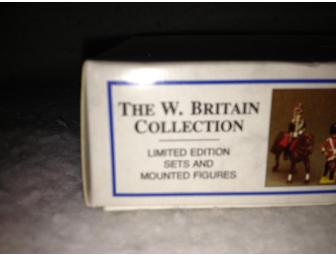 THE W. BRITAIN
COLLECTION
LIMITED EDITION
SETS AND
MOUNTED FIGURES